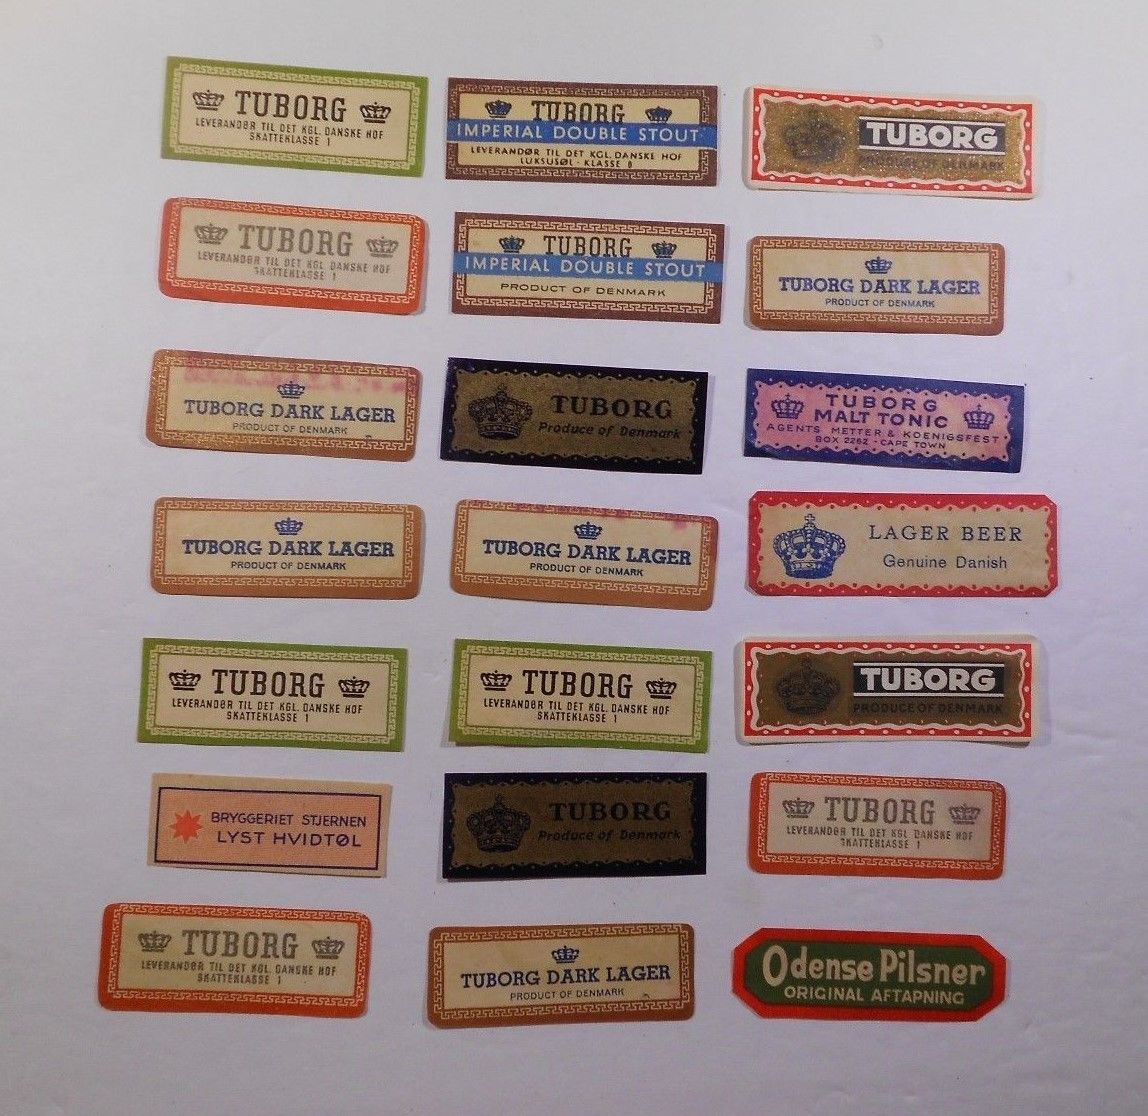 TUBORG
LEVERANDØR TIL DET KGL. DANSKE HOF
SKATTEKLASSE 1
TUBORG
IMPERIAL DOUBLE STOUT
LEVERANDØR TIL DET KGL. DANSKE HOF
LUKSUSØL - KLASSE B
TUBORG
PRODUCE OF DENMARK
TUBORG
LEVERANDØR TIL DET KGL. DANSKE HOF
SKATTEKLASSE 1
TUBORG
IMPERIAL DOUBLE STOUT
PRODUCT OF DENMARK
TUBORG DARK LAGER
PRODUCT OF DENMARK
TUBORG DARK LAGER
PRODUCT OF DENMARK
TUBORG
Produce of Denmark
TUBORG
MALT TONIC
AGENTS METTER & KOENIGSFEST
BOX 2262 - CAPE TOWN
TUBORG DARK LAGER
PRODUCT OF DENMARK
TUBORG DARK LAGER
PRODUCT OF DENMARK
LAGER BEER
Genuine Danish
TUBORG
LEVERANDØR TIL DET KGL. DANSKE HOF
SKATTEKLASSE 1
TUBORG
LEVERANDØR TIL DET KGL. DANSKE HOF
SKATTEKLASSE 1
TUBORG
PRODUCE OF DENMARK
BRYGGERIET STJERNEN
LYST HVIDTØL
TUBORG
Produce of Denmark
TUBORG
LEVERANDØR TIL DET KGL. DANSKE HOF
SKATTEKLASSE 1
TUBORG
LEVERANDØR TIL DET KGL. DANSKE HOF
SKATTEKLASSE 1
TUBORG DARK LAGER
PRODUCT OF DENMARK
Odense Pilsner
ORIGINAL AFTAPNING